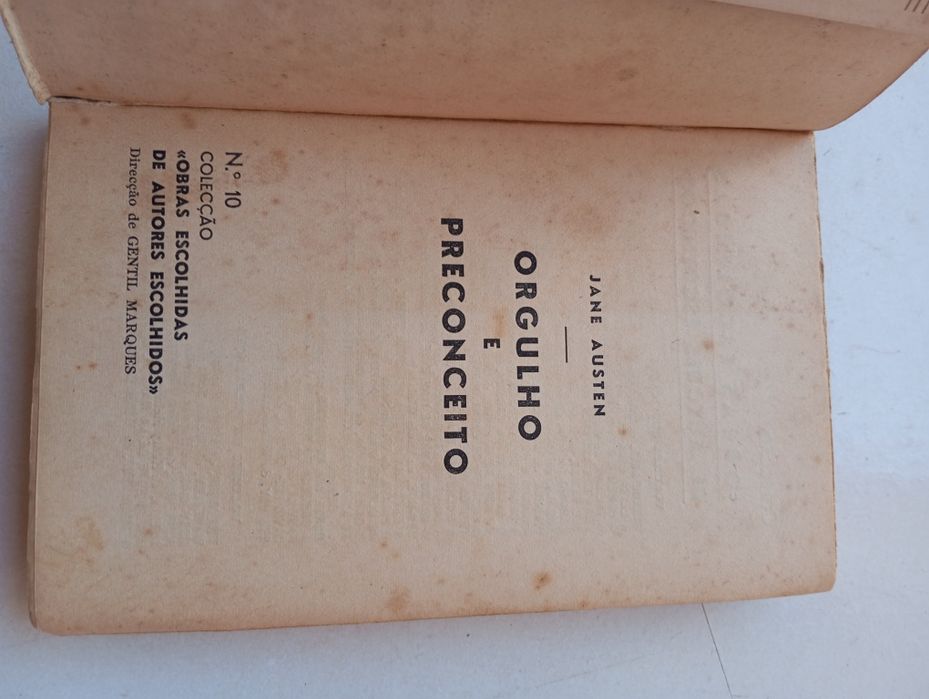 JANE AUSTEN
ORGULHO
E
PRECONCEITO
N.º 10
COLECÇÃO
«OBRAS ESCOLHIDAS
DE AUTORES ESCOLHIDOS»
Direcção de GENTIL MARQUES